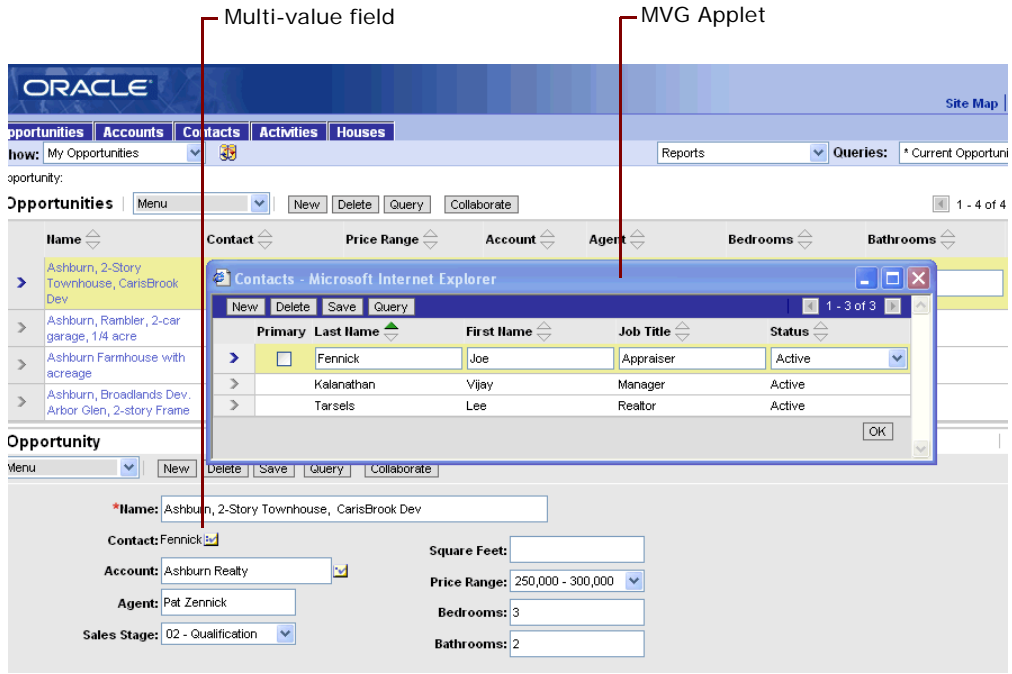 Multi-value field
MVG Applet
ORACLE
Site Map
pportunities Accounts Contacts Activities Houses
how: My Opportunities Reports Queries: * Current Opportuni
pportunity:
Opportunities Menu New Delete Query Collaborate 1 - 4 of 4
Name Contact Price Range Account Agent Bedrooms Bathrooms
Ashburn, 2-Story
Townhouse, CarisBrook
Dev
Ashburn, Rambler, 2-car
garage, 1/4 acre
Ashburn Farmhouse with
acreage
Ashburn, Broadlands Dev.
Arbor Glen, 2-story Frame
Contacts - Microsoft Internet Explorer
New Delete Save Query 1 - 3 of 3
Primary Last Name First Name Job Title Status
Fennick Joe Appraiser Active
Kalanathan Vijay Manager Active
Tarsels Lee Realtor Active
OK
Opportunity
Menu New Delete Save Query Collaborate
*Name: Ashburn, 2-Story Townhouse, CarisBrook Dev
Contact: Fennick
Account: Ashburn Realty
Agent: Pat Zennick
Sales Stage: 02 - Qualification
Square Feet:
Price Range: 250,000 - 300,000
Bedrooms: 3
Bathrooms: 2